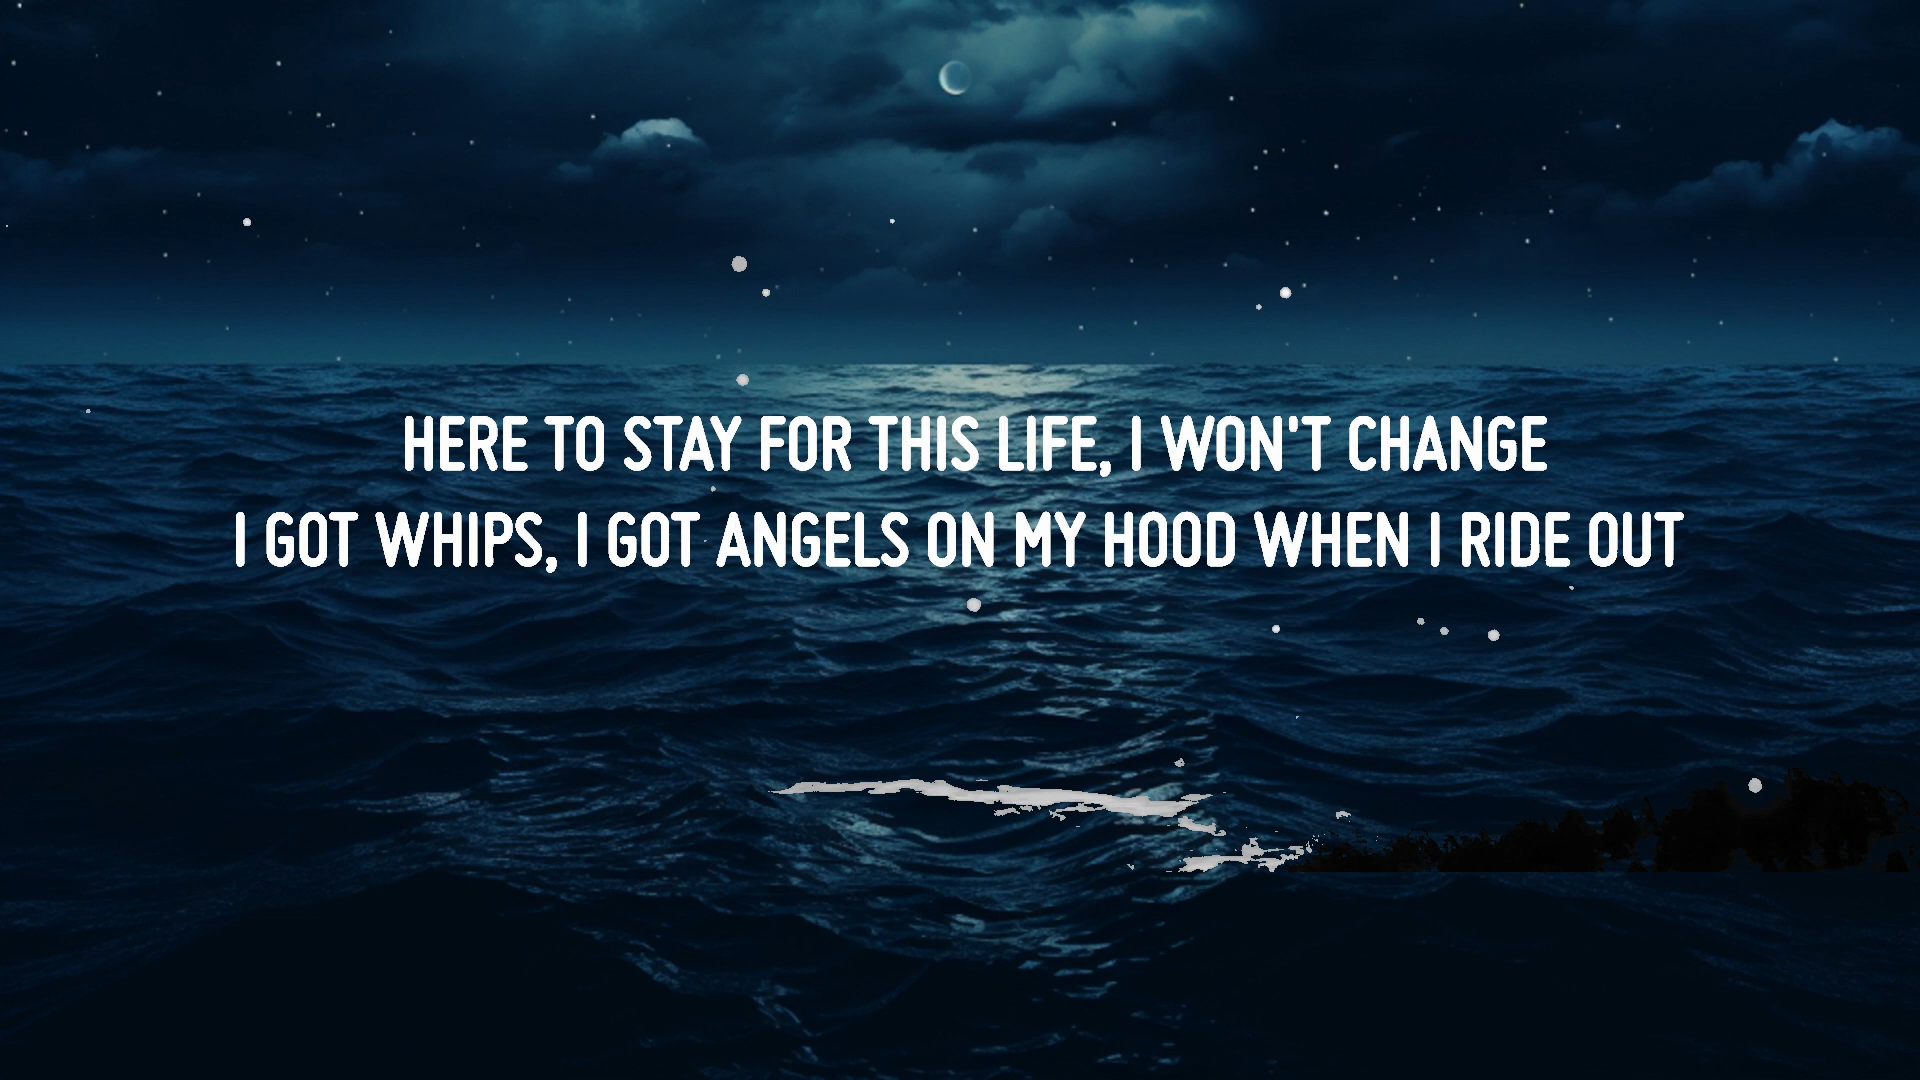 HERE TO STAY FOR THIS LIFE, I WON'T CHANGE
I GOT WHIPS, I GOT ANGELS ON MY HOOD WHEN I RIDE OUT